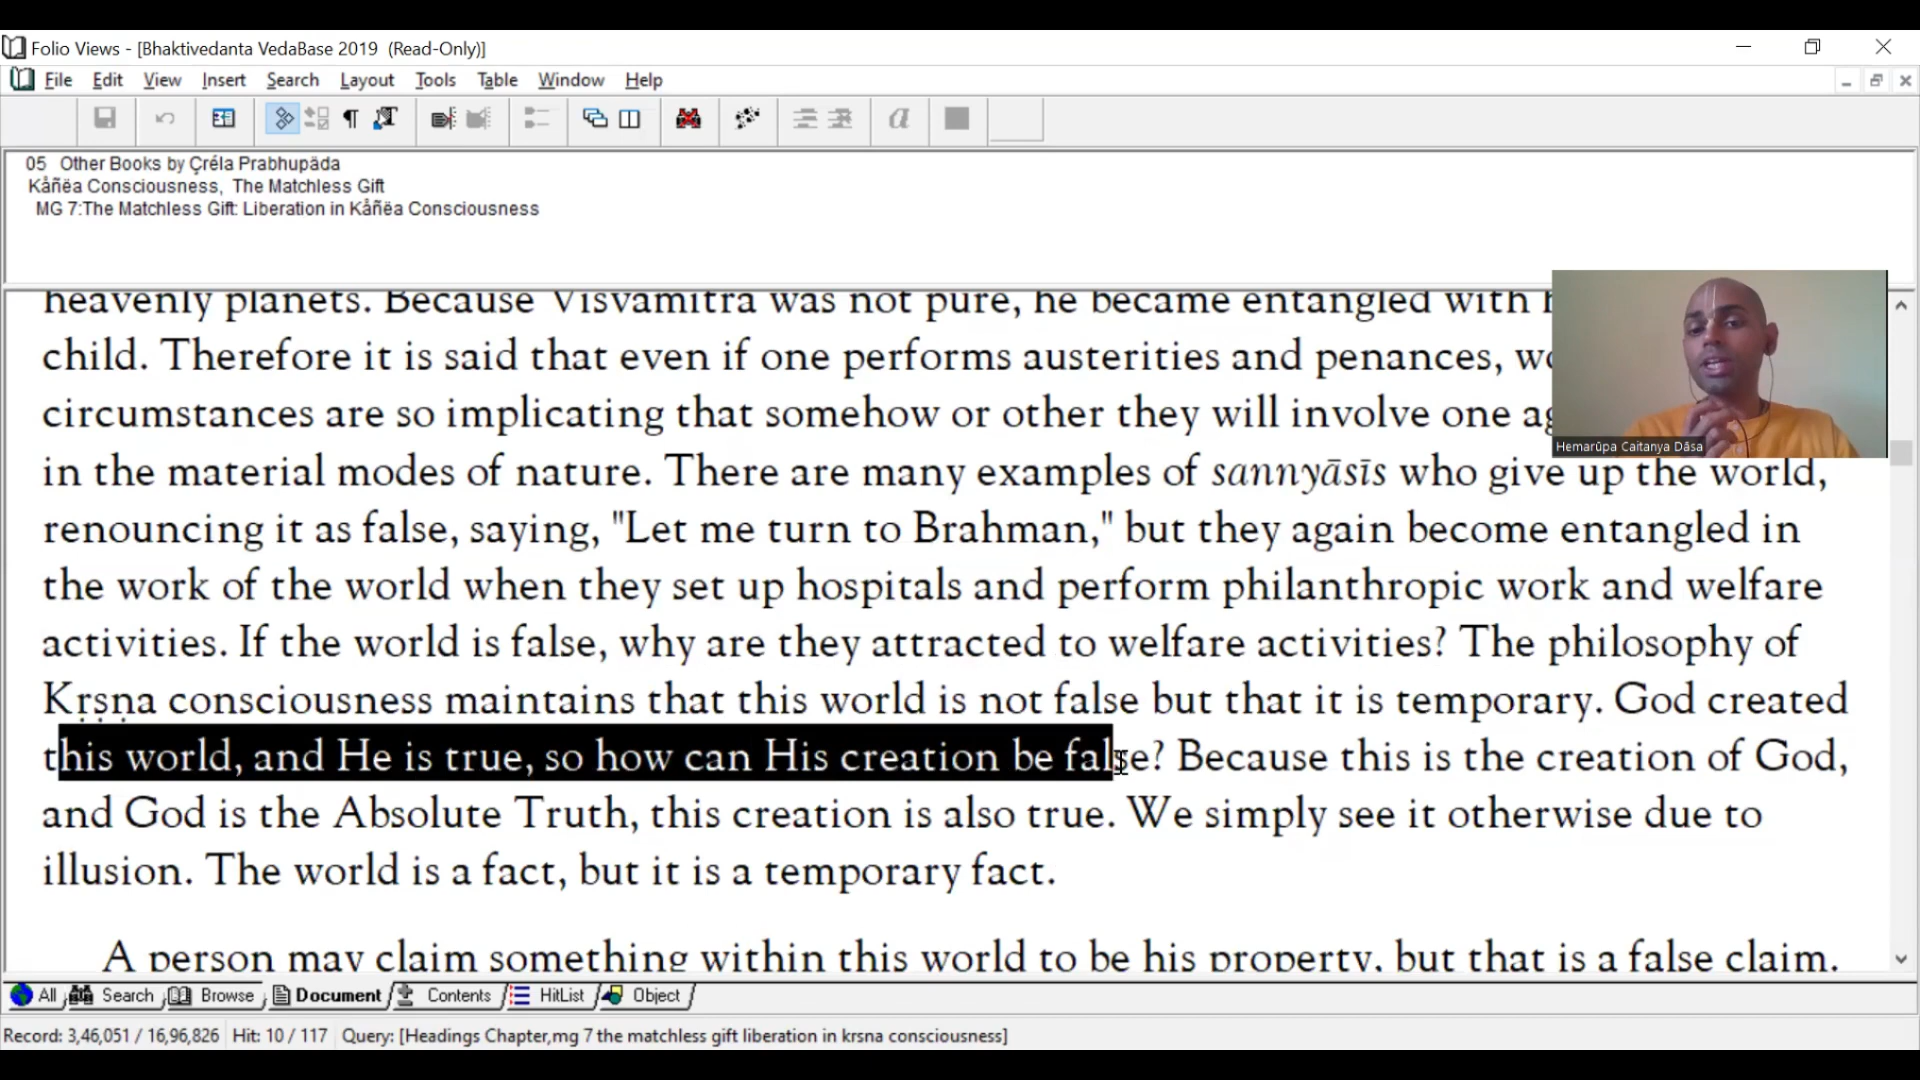 Folio Views - [Bhaktivedanta VedaBase 2019 (Read-Only)]
File Edit View Insert Search Layout Tools Table Window Help
05 Other Books by Çréla Prabhupäda
Kåñëa Consciousness, The Matchless Gift
MG 7:The Matchless Gift: Liberation in Kåñëa Consciousness
heavenly planets. Because Visvamitra was not pure, he became entangled with
child. Therefore it is said that even if one performs austerities and penances,
circumstances are so implicating that somehow or other they will involve one
in the material modes of nature. There are many examples of sannyāsīs who give up the world,
renouncing it as false, saying, "Let me turn to Brahman," but they again become entangled in
the work of the world when they set up hospitals and perform philanthropic work and welfare
activities. If the world is false, why are they attracted to welfare activities? The philosophy of
Kṛṣṇa consciousness maintains that this world is not false but that it is temporary. God created
this world, and He is true, so how can His creation be false? Because this is the creation of God,
and God is the Absolute Truth, this creation is also true. We simply see it otherwise due to
illusion. The world is a fact, but it is a temporary fact.
A person may claim something within this world to be his property, but that is a false claim.
Hemarūpa Caitanya Dāsa
All Search Browse Document Contents HitList Object
Record: 3,46,051 / 16,96,826 Hit: 10 / 117 Query: [Headings Chapter,mg 7 the matchless gift liberation in krsna consciousness]